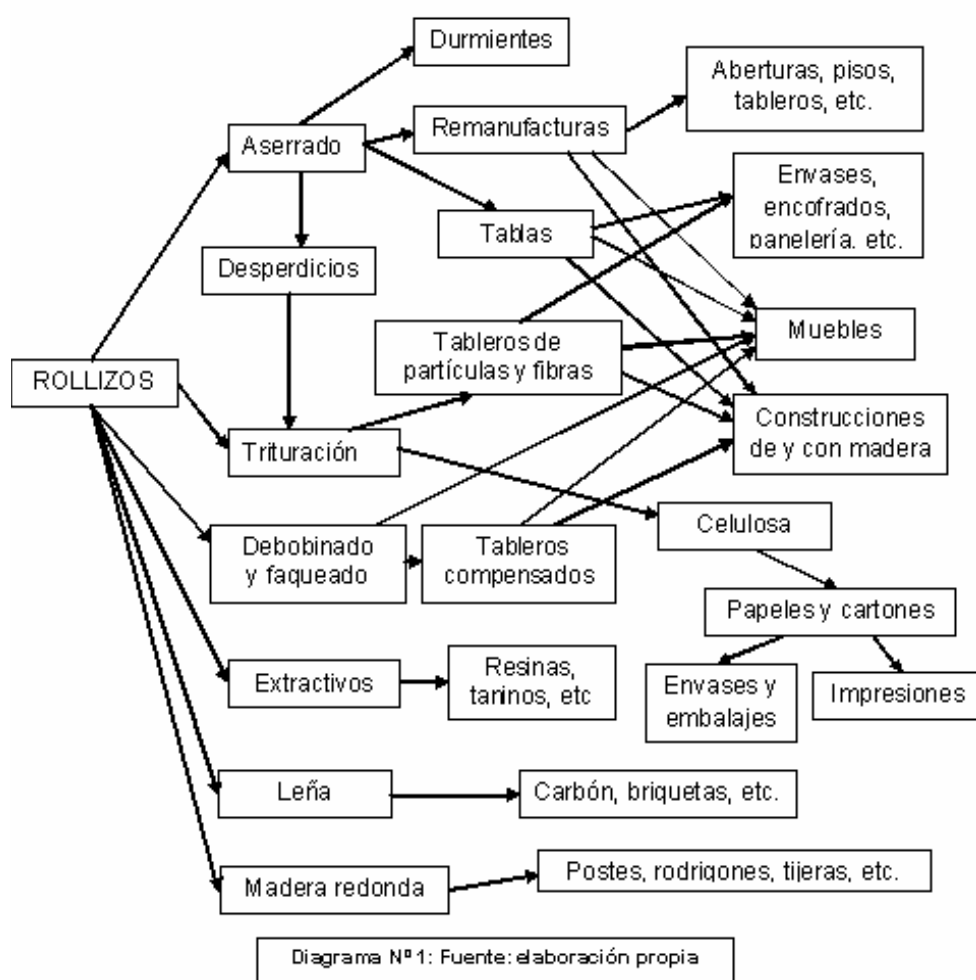 Durmientes
Aberturas, pisos,
tableros, etc.
Remanufacturas
Aserrado
Envases,
encofrados,
panelería, etc.
Tablas
Desperdicios
Muebles
Tableros de
partículas y fibras
ROLLIZOS
Construcciones
de y con madera
Trituración
Celulosa
Debobinado
y faqueado
Tableros
compensados
Papeles y cartones
Extractivos
Resinas,
taninos, etc
Envases y
embalajes
Impresiones
Leña
Carbón, briquetas, etc.
Postes, rodrigones, tijeras, etc.
Madera redonda
Diagrama Nº 1: Fuente: elaboración propia